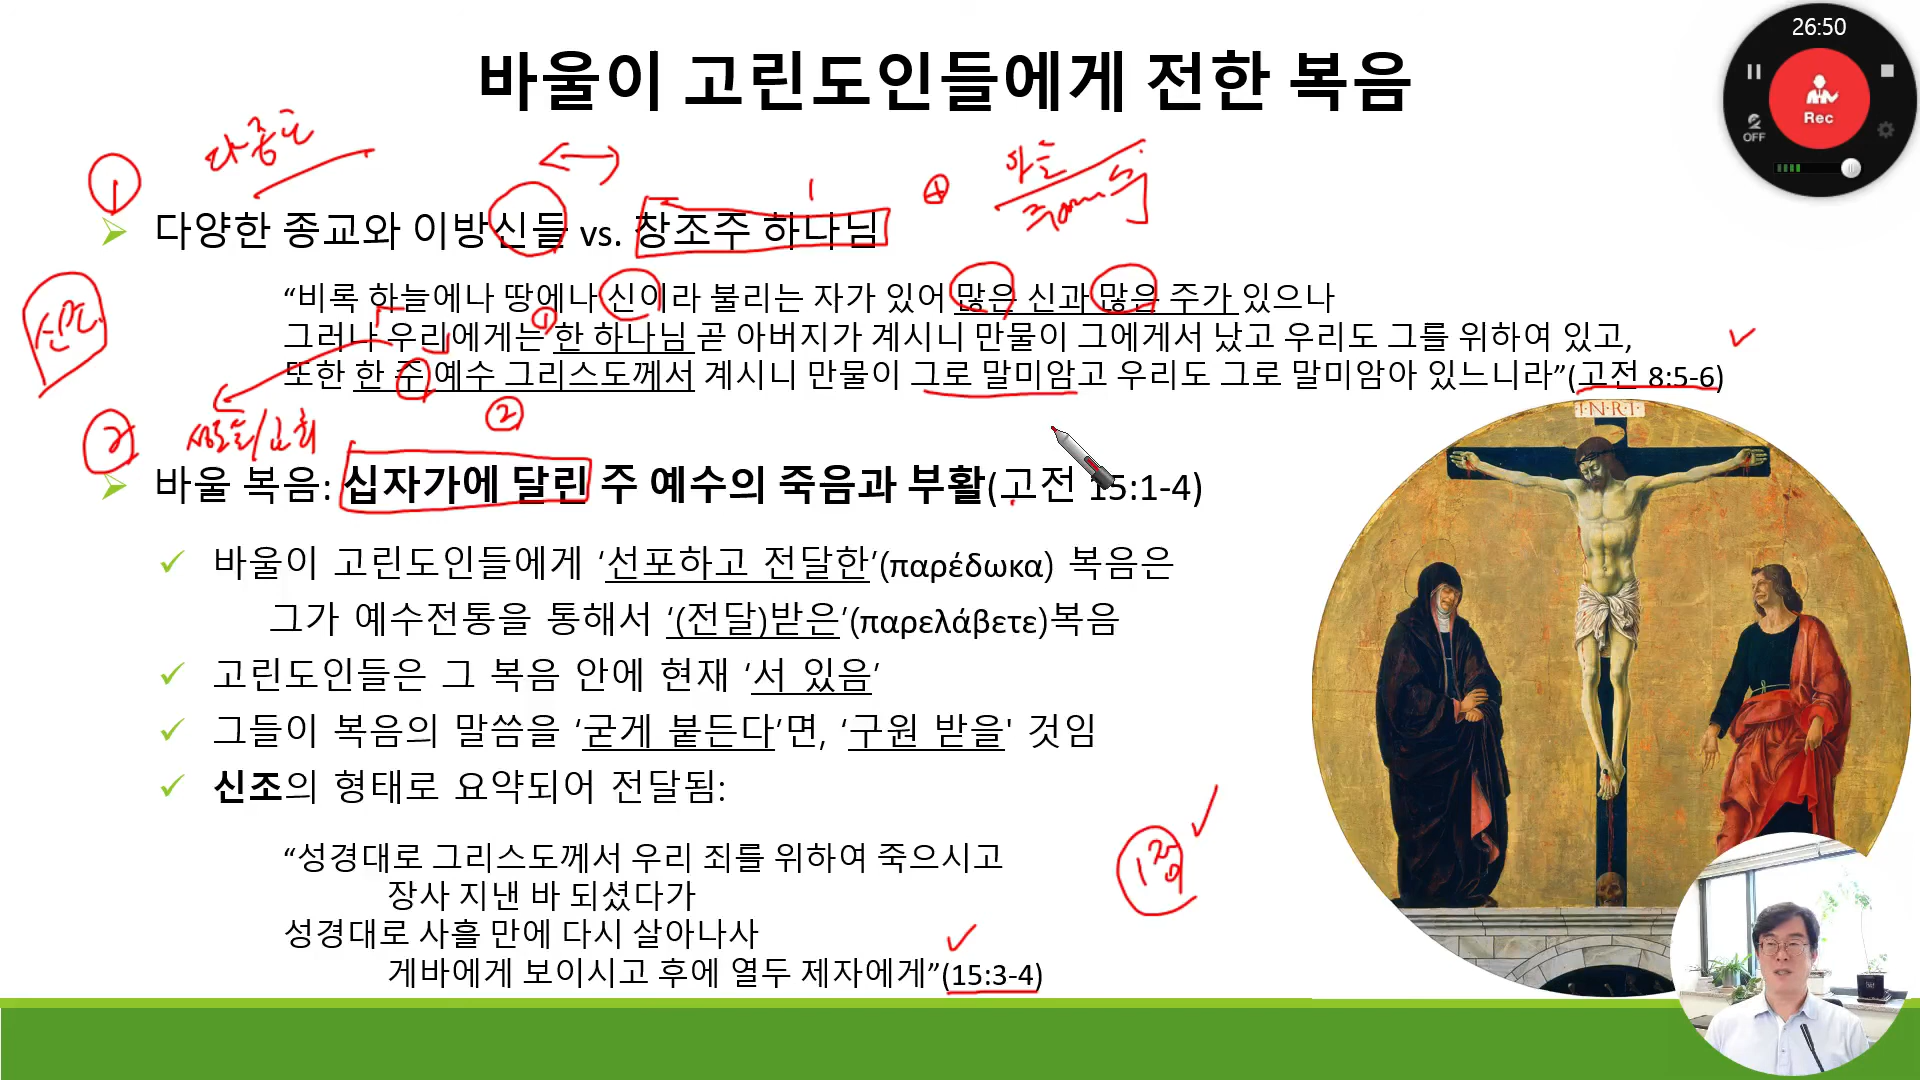 26:50
Rec
OFF
바울이 고린도인들에게 전한 복음
①
다양한 종교와 이방신들 vs. 창조주 하나님
“비록 하늘에나 땅에나 신이라 불리는 자가 있어 많은 신과 많은 주가 있으나
그러나 우리에게는 한 하나님 곧 아버지가 계시니 만물이 그에게서 났고 우리도 그를 위하여 있고,
또한 한 주 예수 그리스도께서 계시니 만물이 그로 말미암고 우리도 그로 말미암아 있느니라”(고전 8:5-6)
①
②
성도들/교회
②
I·N·R·I·
바울 복음: 십자가에 달린 주 예수의 죽음과 부활(고전 15:1-4)
바울이 고린도인들에게 ‘선포하고 전달한’(παρέδωκα) 복음은
그가 예수전통을 통해서 ‘(전달)받은’(παρελάβετε)복음
고린도인들은 그 복음 안에 현재 ‘서 있음’
그들이 복음의 말씀을 ‘굳게 붙든다’면, ‘구원 받을' 것임
신조의 형태로 요약되어 전달됨:
“성경대로 그리스도께서 우리 죄를 위하여 죽으시고
장사 지낸 바 되셨다가
성경대로 사흘 만에 다시 살아나사
게바에게 보이시고 후에 열두 제자에게”(15:3-4)